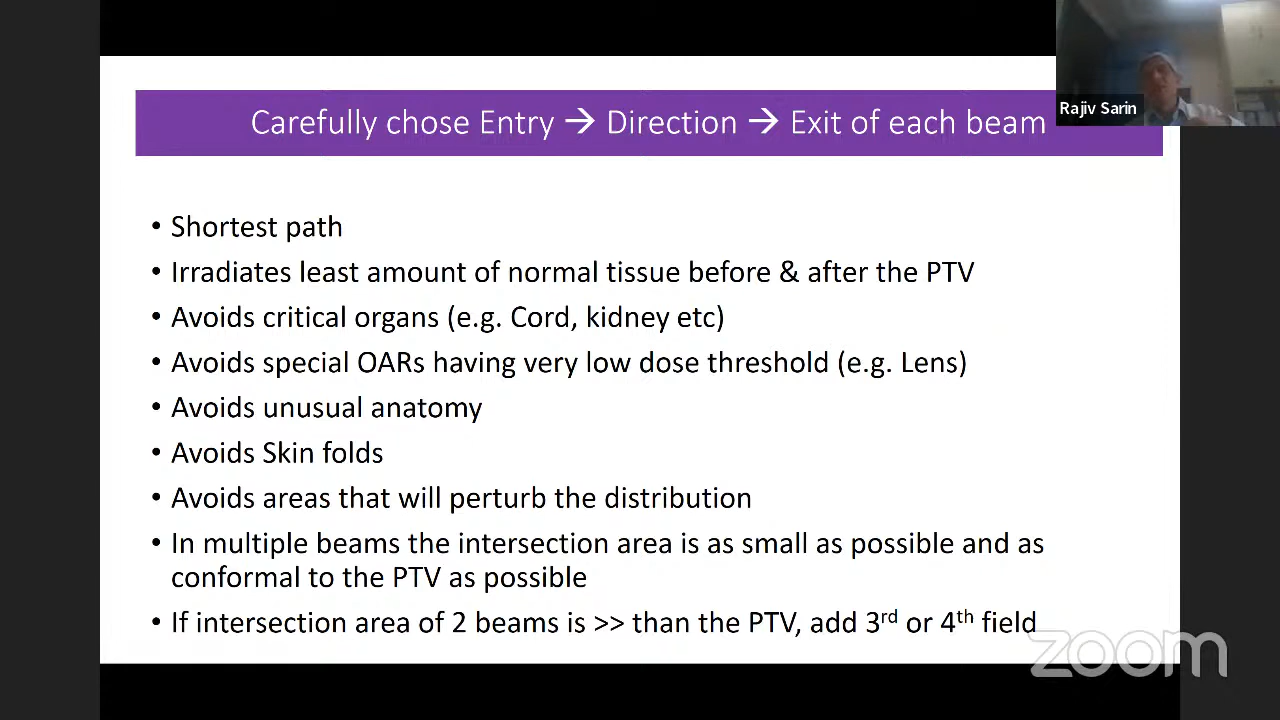 Carefully chose Entry → Direction → Exit of each beam
Rajiv Sarin
• Shortest path
• Irradiates least amount of normal tissue before & after the PTV
• Avoids critical organs (e.g. Cord, kidney etc)
• Avoids special OARs having very low dose threshold (e.g. Lens)
• Avoids unusual anatomy
• Avoids Skin folds
• Avoids areas that will perturb the distribution
• In multiple beams the intersection area is as small as possible and as
conformal to the PTV as possible
• If intersection area of 2 beams is >> than the PTV, add 3rd or 4th field
zoom